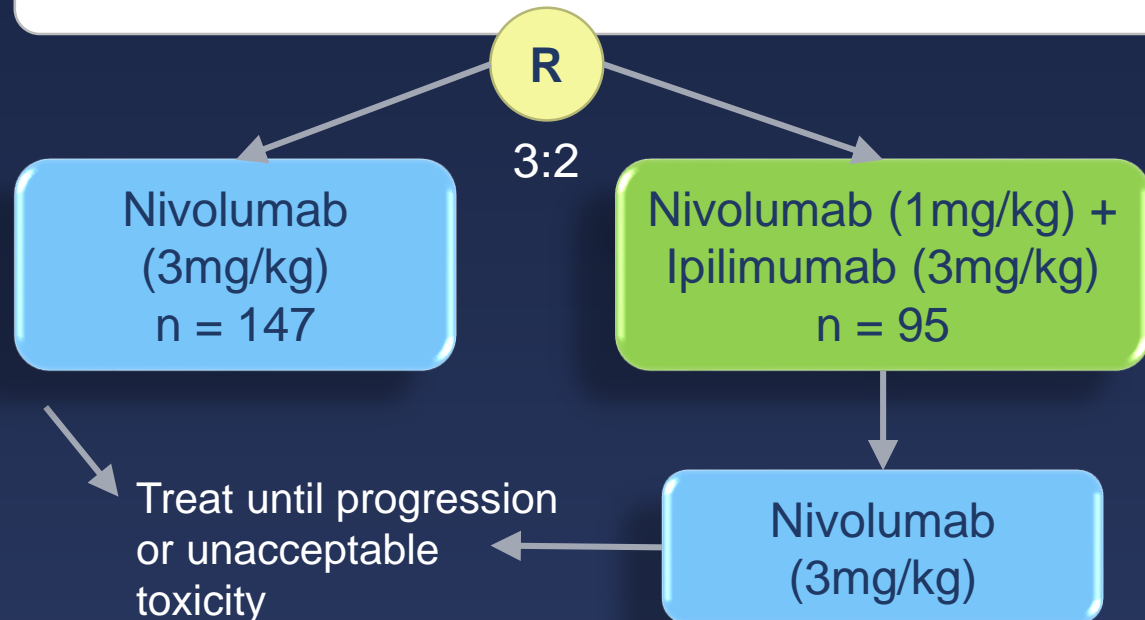 R
3:2
Nivolumab
(3mg/kg)
n = 147
Nivolumab (1mg/kg) +
Ipilimumab (3mg/kg)
n = 95
Treat until progression
or unacceptable
toxicity
Nivolumab
(3mg/kg)